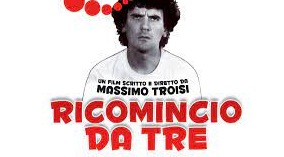 UN FILM SCRITTO E DIRETTO DA
MASSIMO TROISI
RICOMINCIO
DA TRE